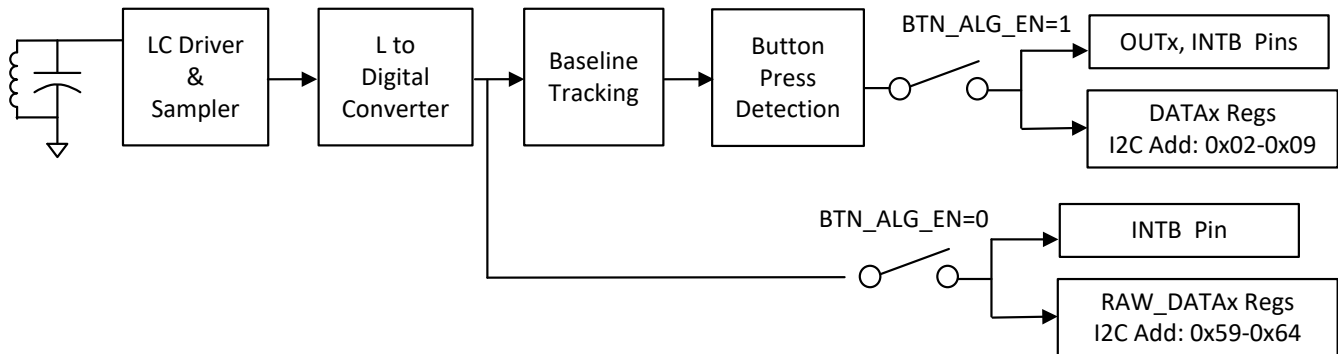 LC Driver
&
Sampler
L to
Digital
Converter
Baseline
Tracking
Button
Press
Detection
BTN_ALG_EN=1
OUTx, INTB Pins
DATAx Regs
I2C Add: 0x02-0x09
BTN_ALG_EN=0
INTB Pin
RAW_DATAx Regs
I2C Add: 0x59-0x64